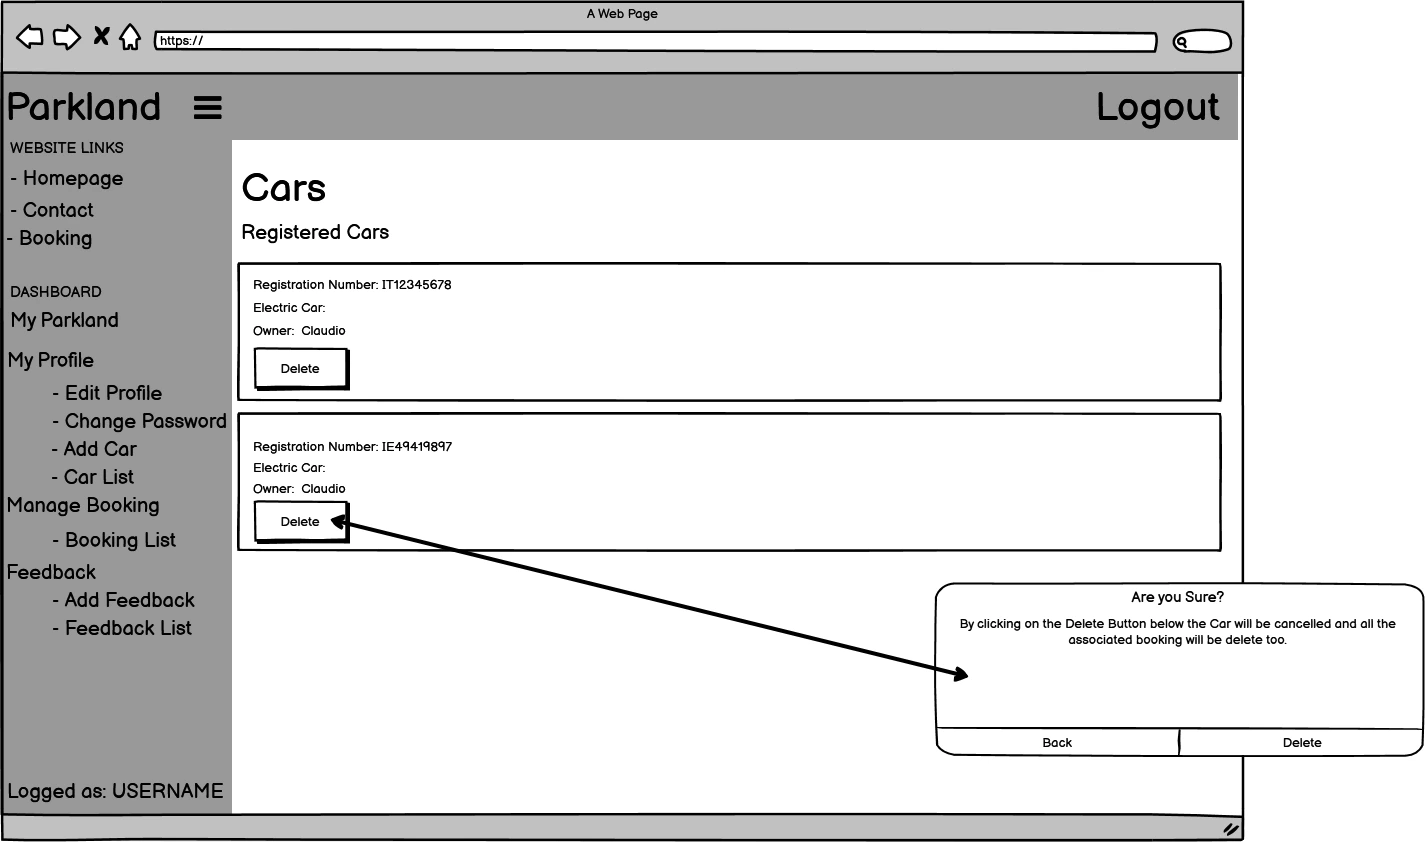 A Web Page
https://
Parkland
Logout
WEBSITE LINKS
- Homepage
- Contact
- Booking
DASHBOARD
My Parkland
My Profile
- Edit Profile
- Change Password
- Add Car
- Car List
Manage Booking
- Booking List
Feedback
- Add Feedback
- Feedback List
Logged as: USERNAME
Cars
Registered Cars
Registration Number: IT12345678
Electric Car:
Owner: Claudio
Delete
Registration Number: IE49419897
Electric Car:
Owner: Claudio
Delete
Are you Sure?
By clicking on the Delete Button below the Car will be cancelled and all the
associated booking will be delete too.
Back
Delete